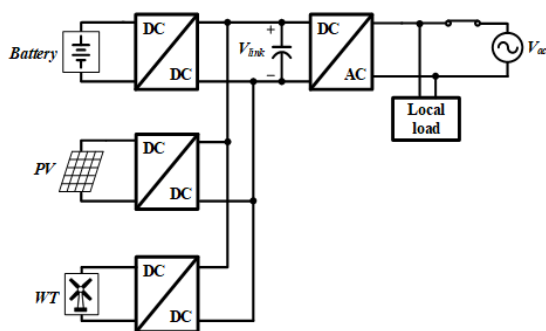 Battery
DC
DC
+
V_link
−
DC
AC
V_ac
Local
load
PV
DC
DC
WT
DC
DC